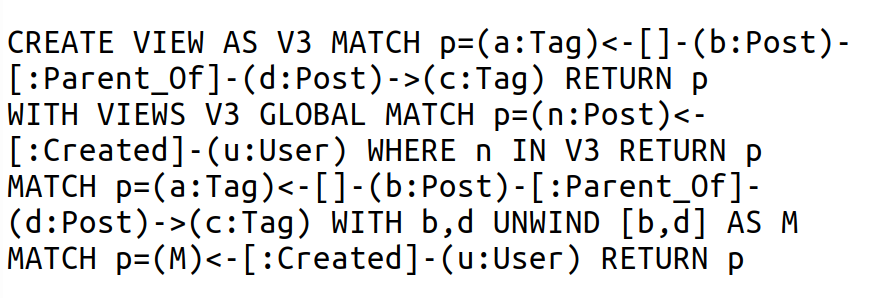 CREATE VIEW AS V3 MATCH p=(a:Tag)<-[]-(b:Post)-
[:Parent_Of]-(d:Post)->(c:Tag) RETURN p
WITH VIEWS V3 GLOBAL MATCH p=(n:Post)<-
[:Created]-(u:User) WHERE n IN V3 RETURN p
MATCH p=(a:Tag)<-[]-(b:Post)-[:Parent_Of]-
(d:Post)->(c:Tag) WITH b,d UNWIND [b,d] AS M
MATCH p=(M)<-[:Created]-(u:User) RETURN p